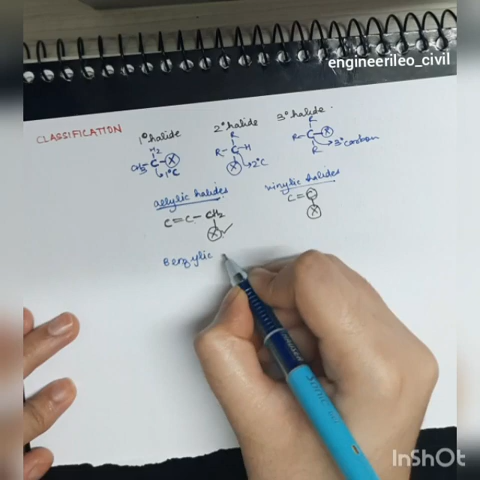 engineerileo_civil
CLASSIFICATION
1° halide
2° halide
3° halide.
H2
CH3-C-X
→1°C
R
R-C-H
X →2°C
R
R-C-X
R →3° carbon
allylic halides
C=C-CH2
X
vinylic halides
C=C
X
Benzylic
InShOt